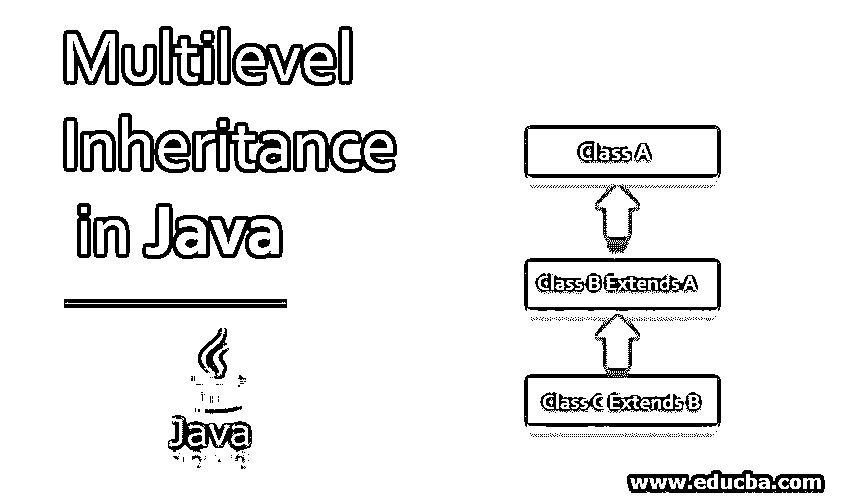 Multilevel
Inheritance
in Java
Java
Class A
Class B Extends A
Class C Extends B
www.educba.com